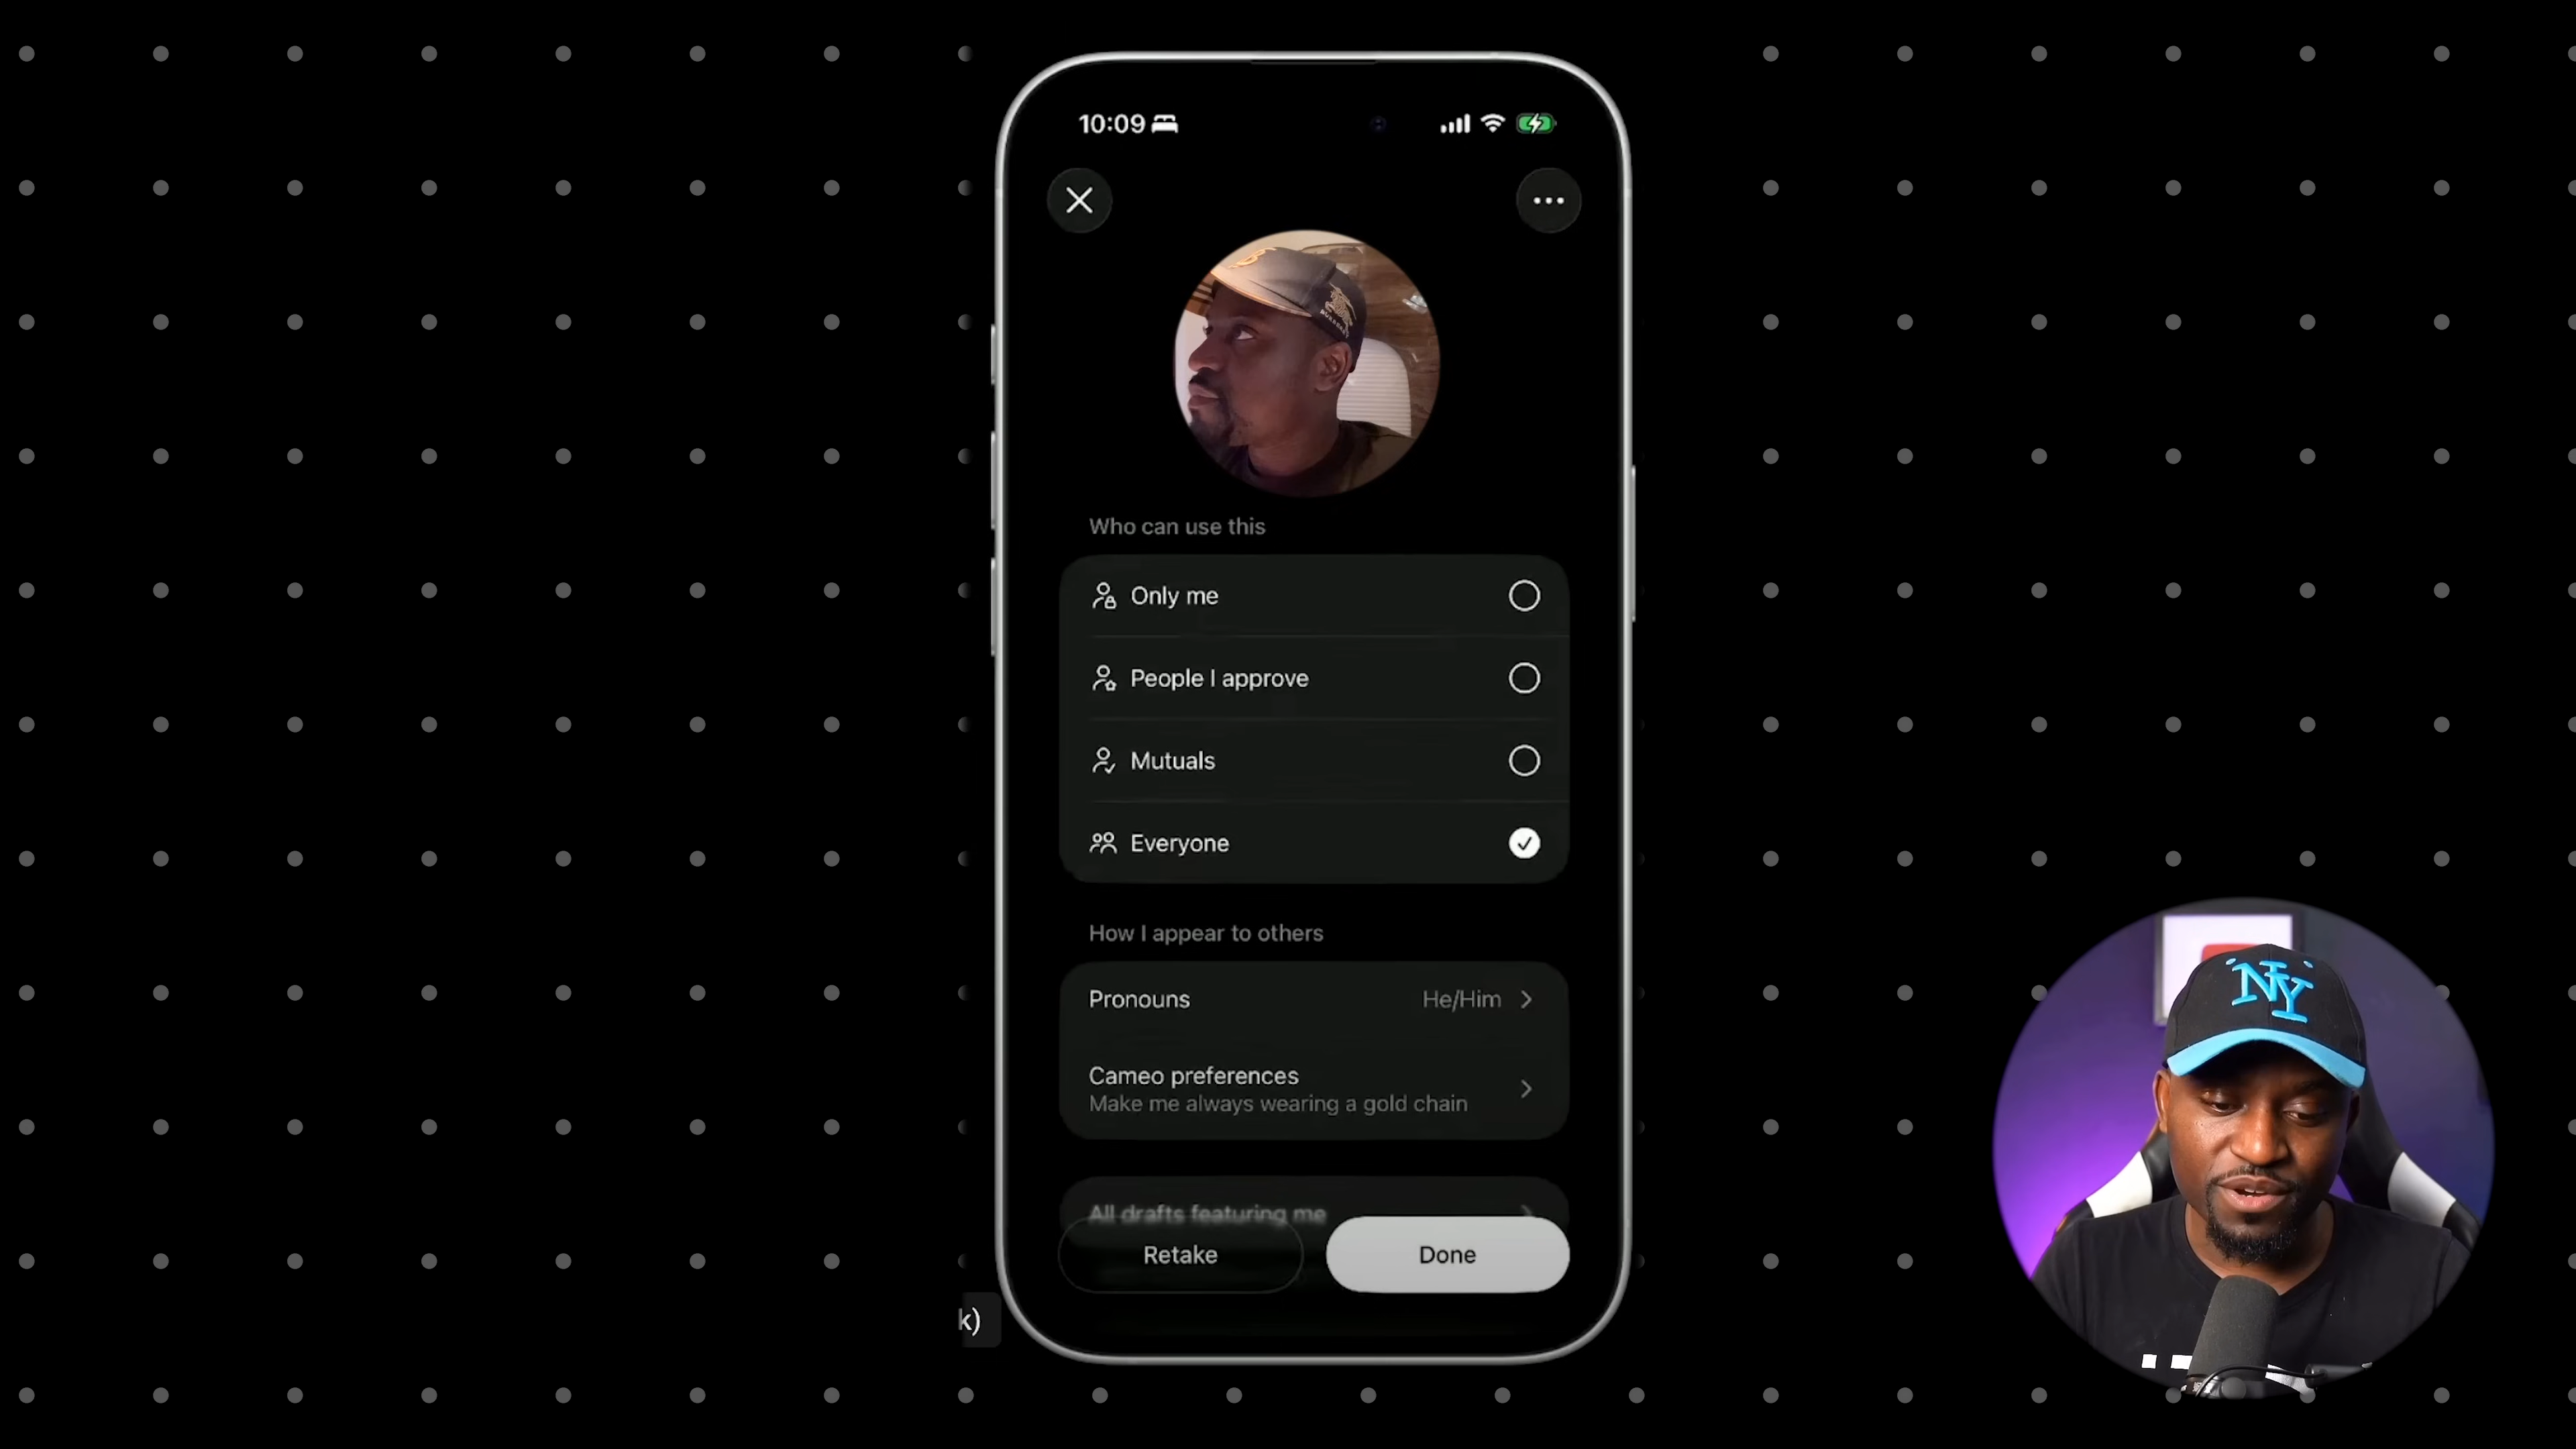 10:09
Who can use this
Only me
People I approve
Mutuals
Everyone
How I appear to others
Pronouns He/Him
Cameo preferences
Make me always wearing a gold chain
All drafts featuring me
Retake Done
k)
NY